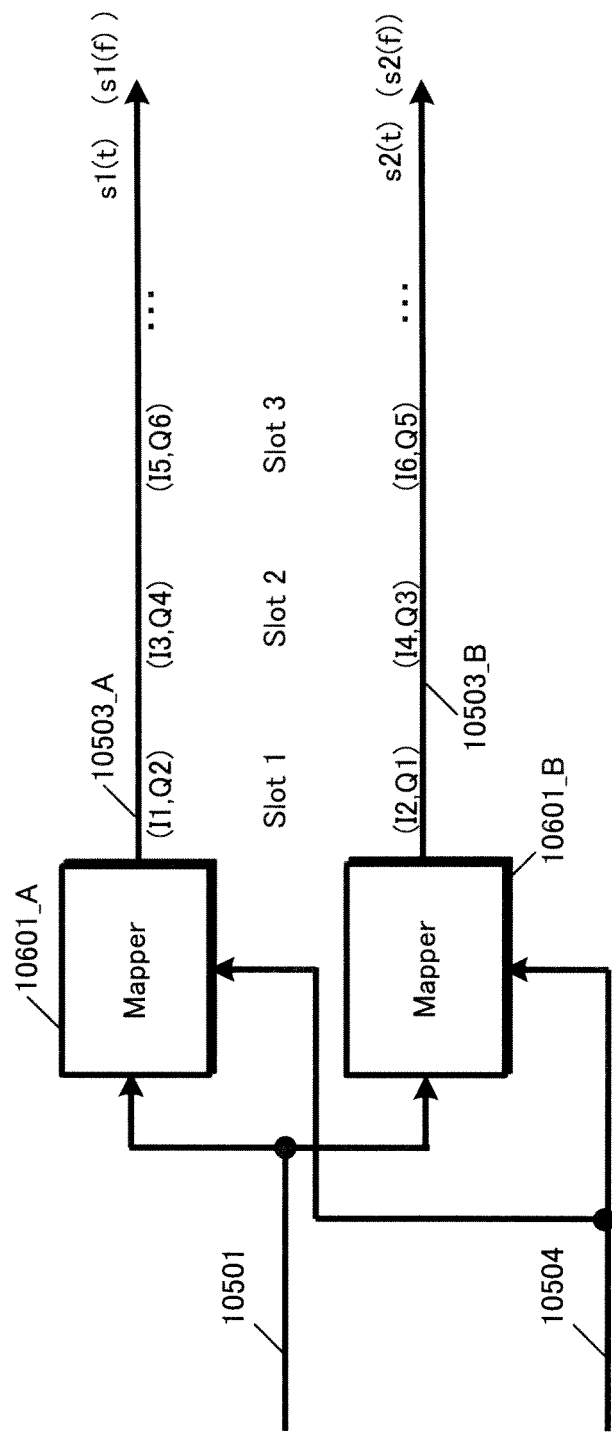 10601_A
Mapper
10503_A
s1(t) (s1(f))
(I1,Q2) (I3,Q4) (I5,Q6) ...
Slot 1 Slot 2 Slot 3
10501
Mapper
(I2,Q1) (I4,Q3) (I6,Q5) ...
s2(t) (s2(f))
10503_B
10601_B
10504